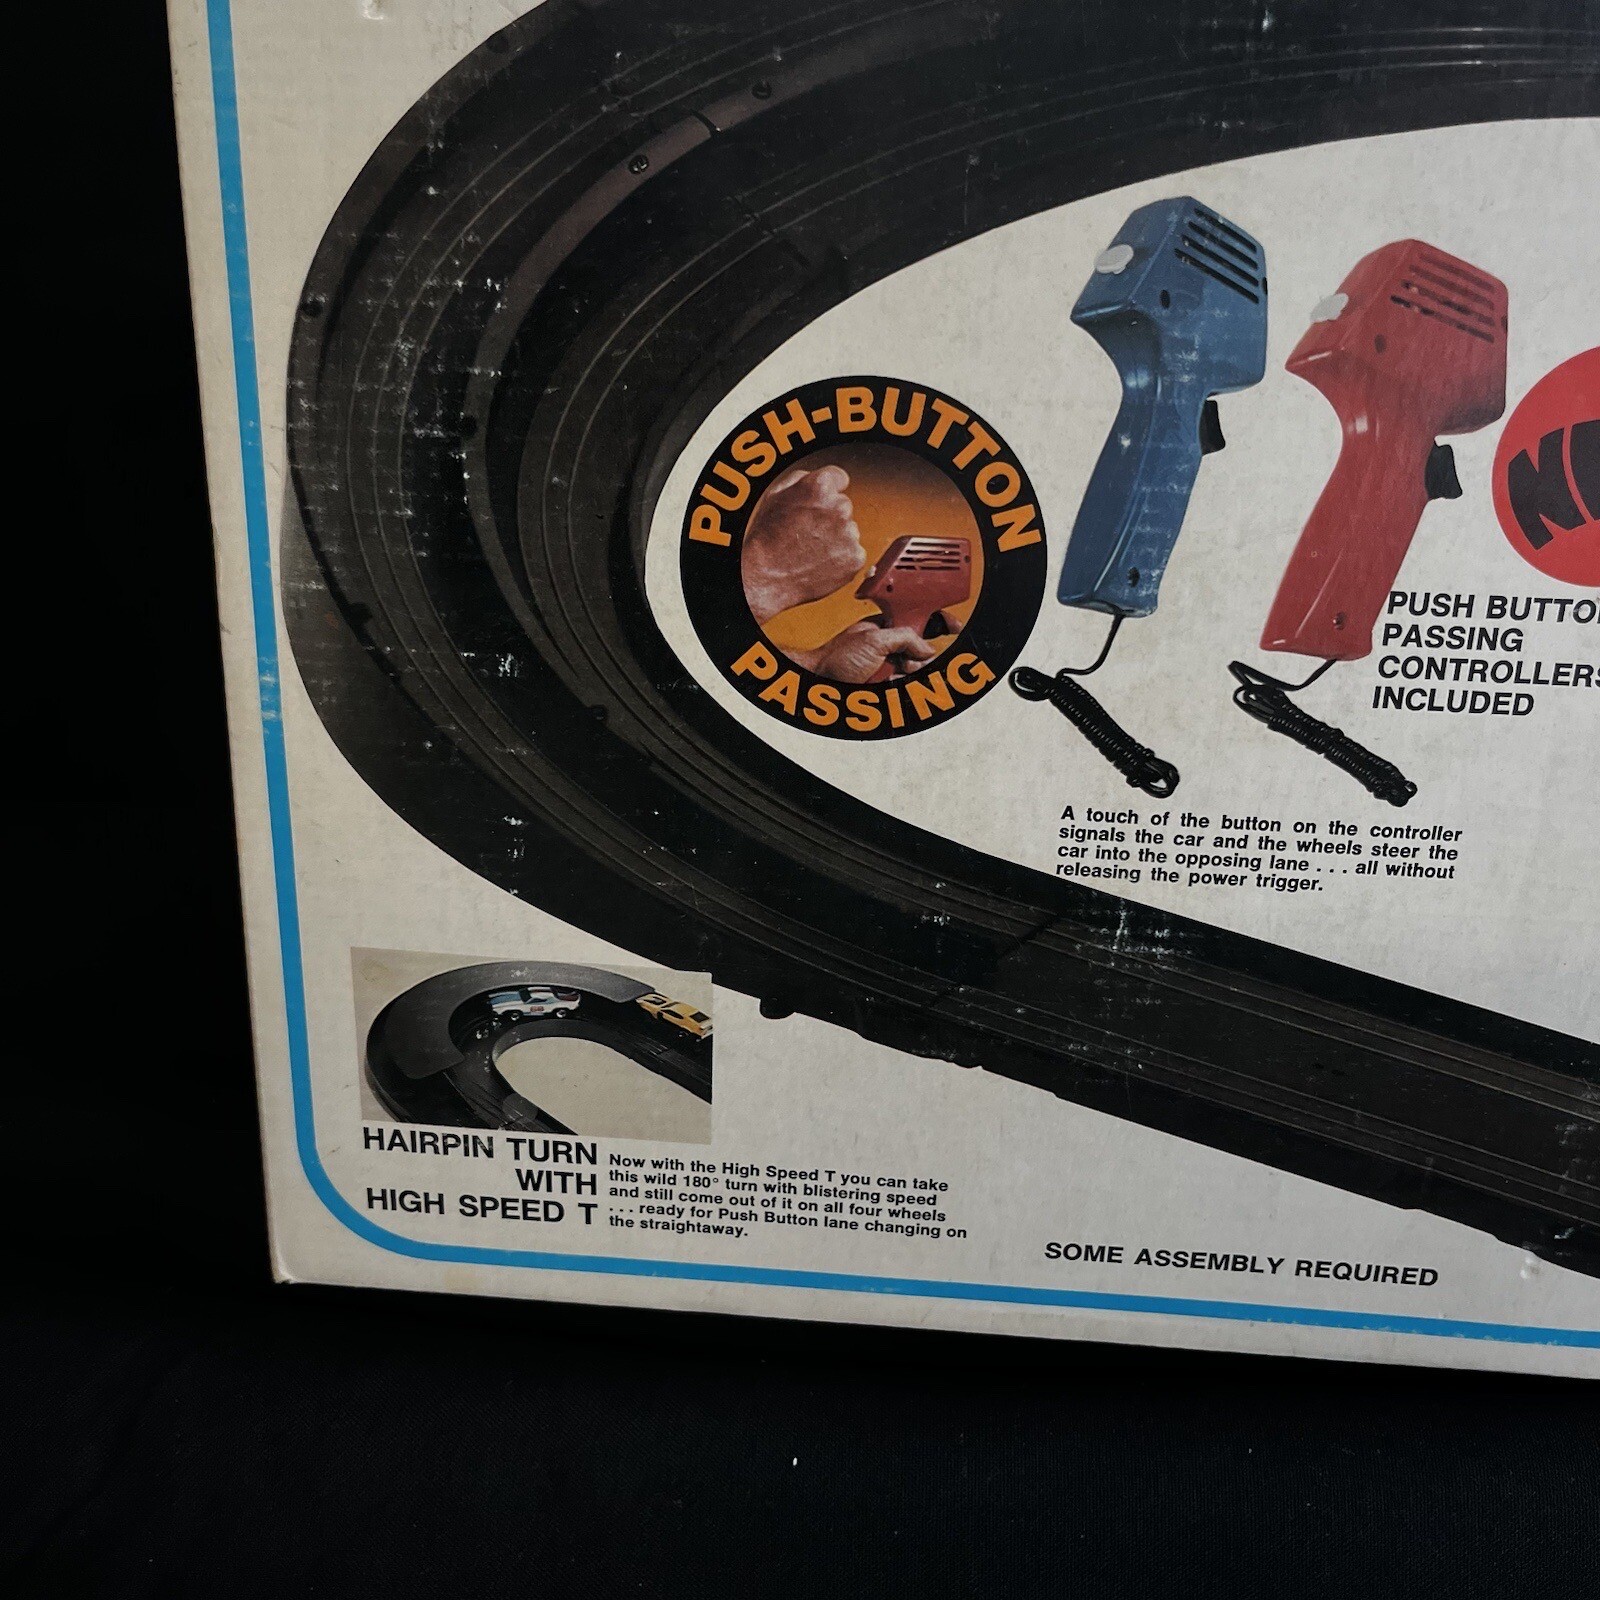 PUSH-BUTTON
PASSING
PUSH BUTTON
PASSING
CONTROLLERS
INCLUDED
A touch of the button on the controller
signals the car and the wheels steer the
car into the opposing lane . . . all without
releasing the power trigger.
HAIRPIN TURN
WITH
HIGH SPEED T
Now with the High Speed T you can take
this wild 180° turn with blistering speed
and still come out of it on all four wheels
. . . ready for Push Button lane changing on
the straightaway.
SOME ASSEMBLY REQUIRED